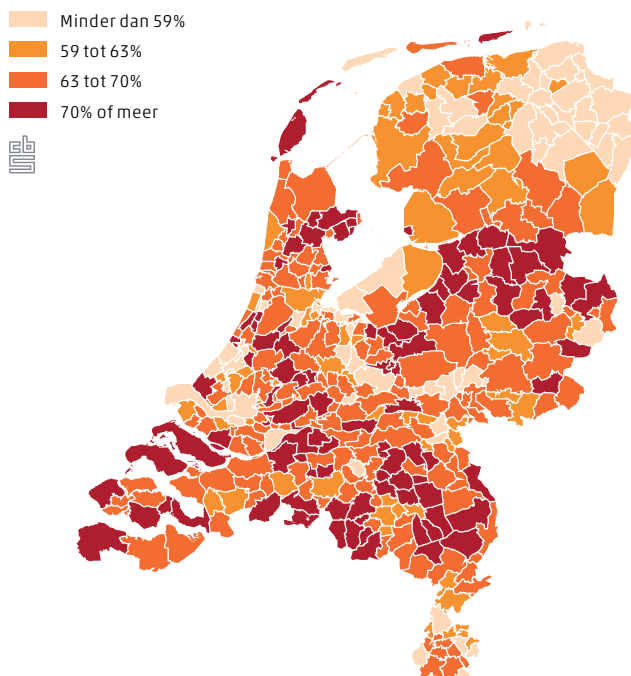 Minder dan 59%
59 tot 63%
63 tot 70%
70% of meer